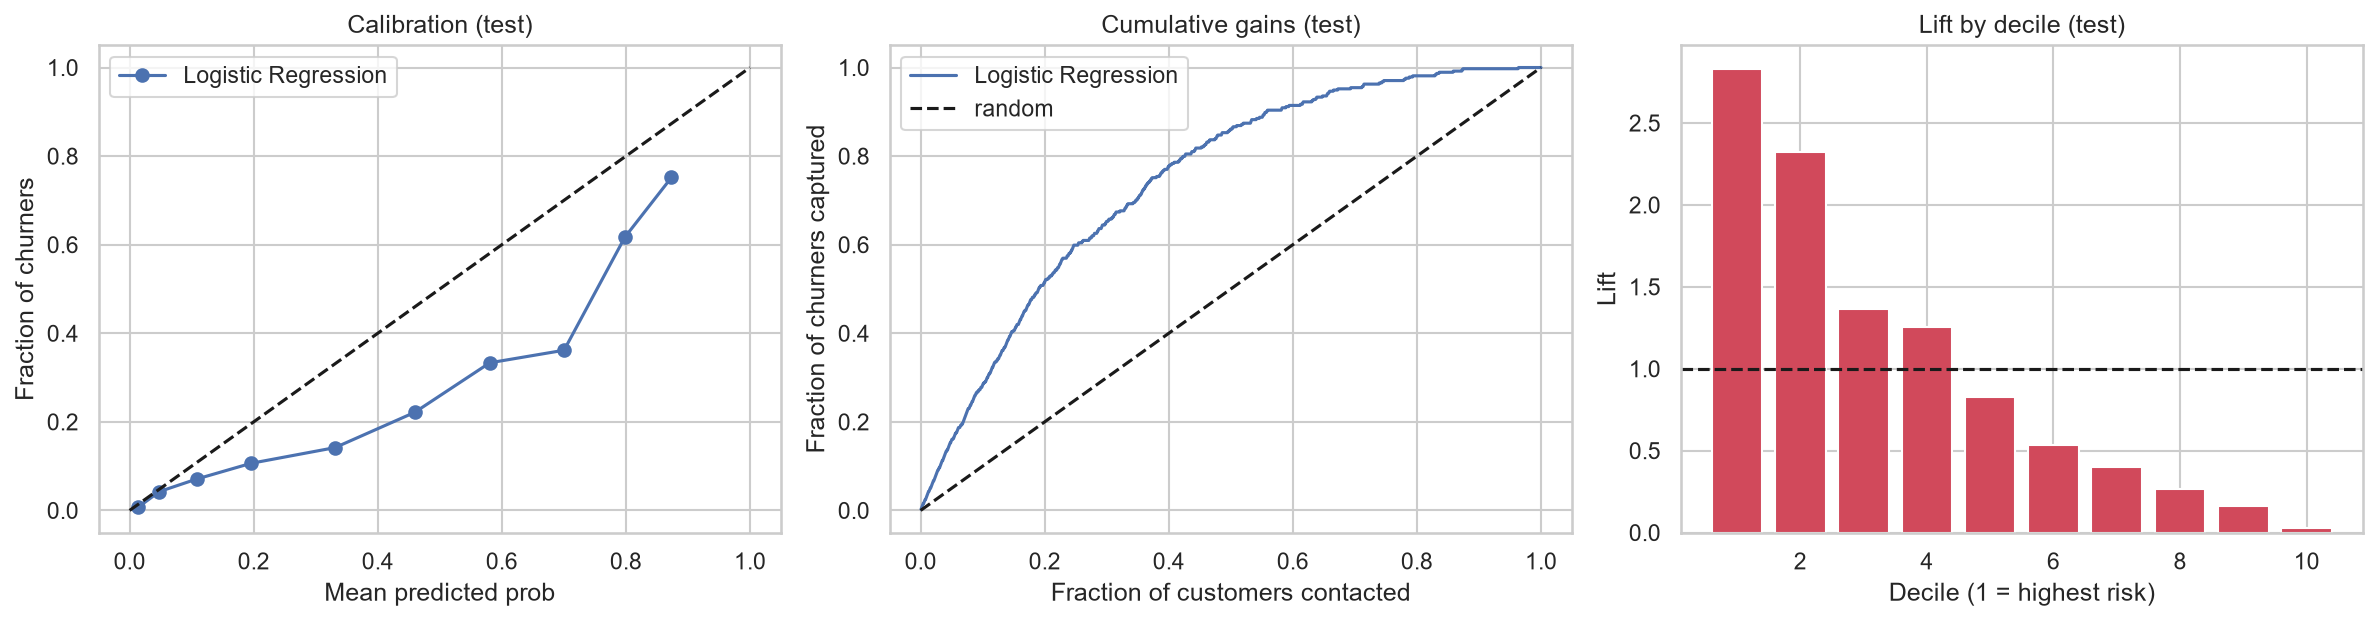 Calibration (test)
Logistic Regression
1.0
0.8
0.6
0.4
0.2
0.0
Fraction of churners
0.0 0.2 0.4 0.6 0.8 1.0
Mean predicted prob
Cumulative gains (test)
Logistic Regression
random
1.0
0.8
0.6
0.4
0.2
0.0
Fraction of churners captured
0.0 0.2 0.4 0.6 0.8 1.0
Fraction of customers contacted
Lift by decile (test)
2.5
2.0
1.5
1.0
0.5
0.0
Lift
2 4 6 8 10
Decile (1 = highest risk)